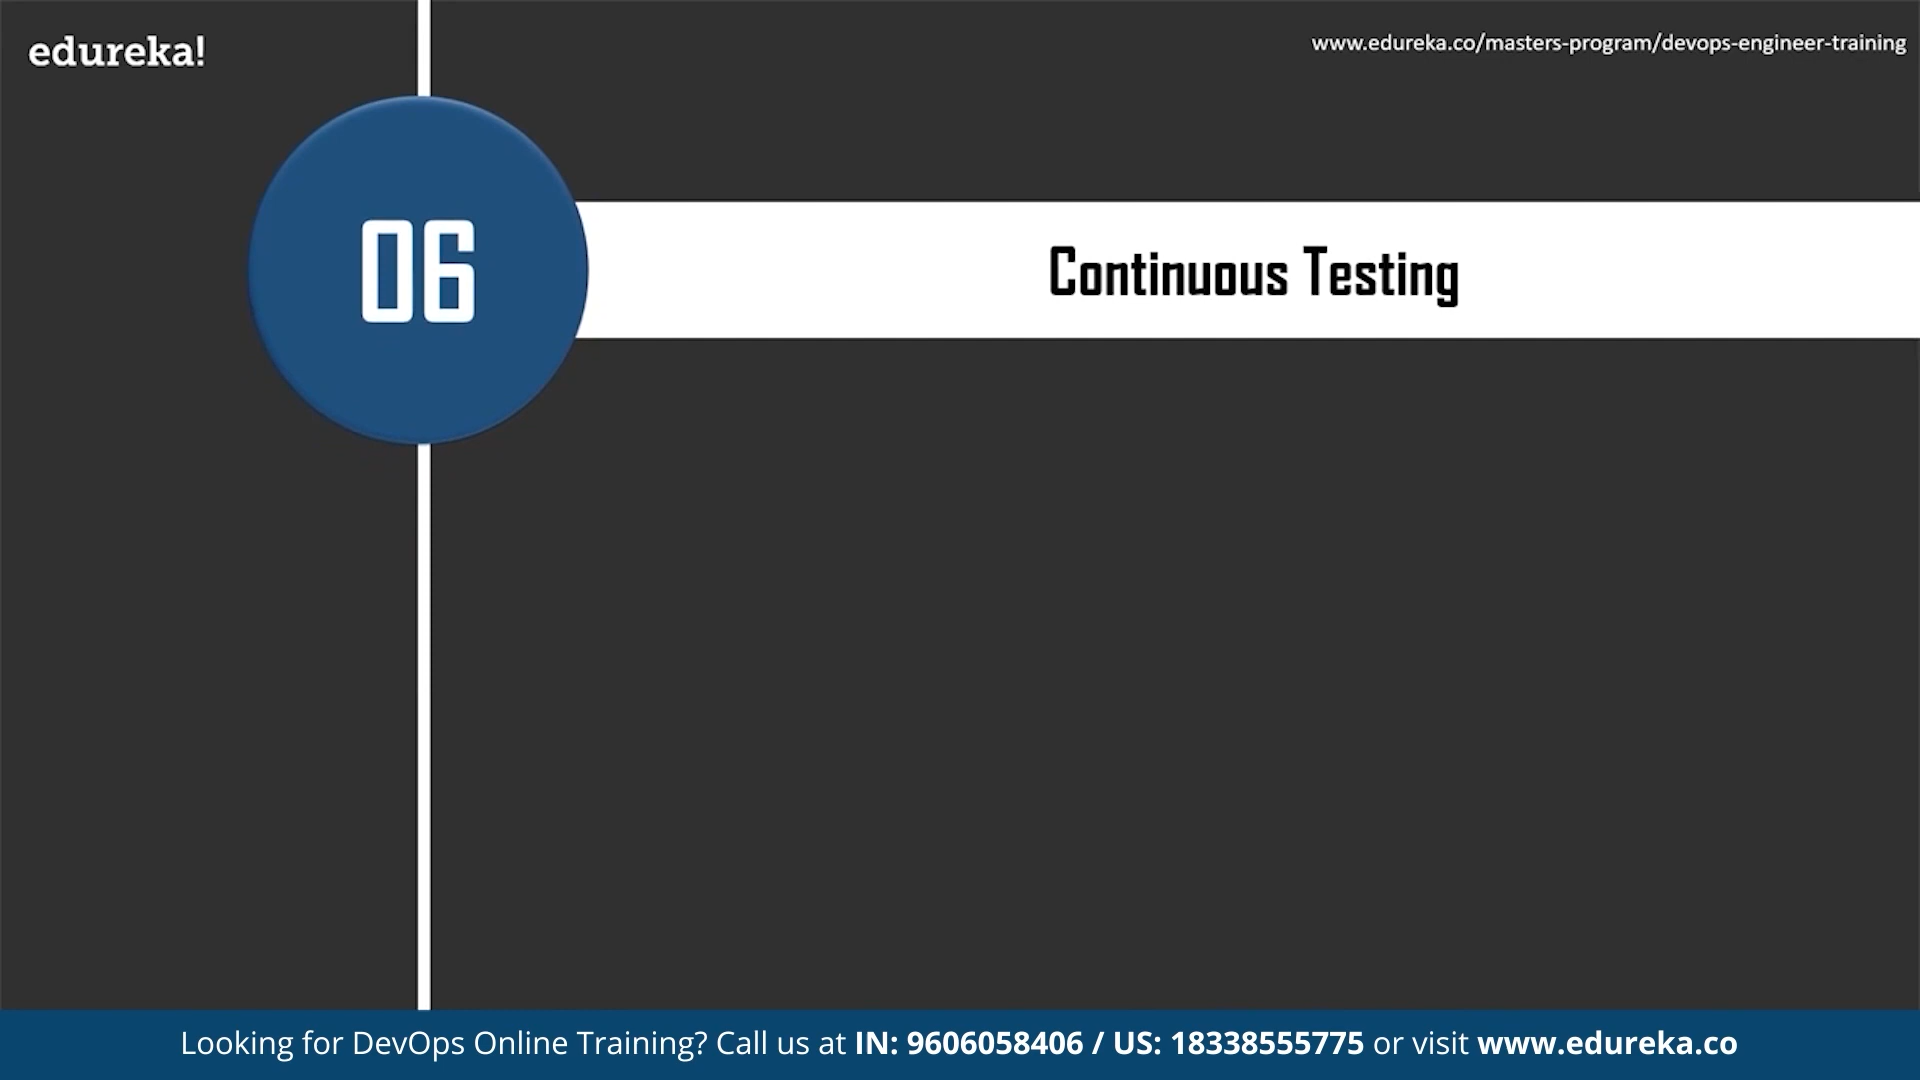 edureka!
www.edureka.co/masters-program/devops-engineer-training
06
Continuous Testing
Looking for DevOps Online Training? Call us at IN: 9606058406 / US: 18338555775 or visit www.edureka.co